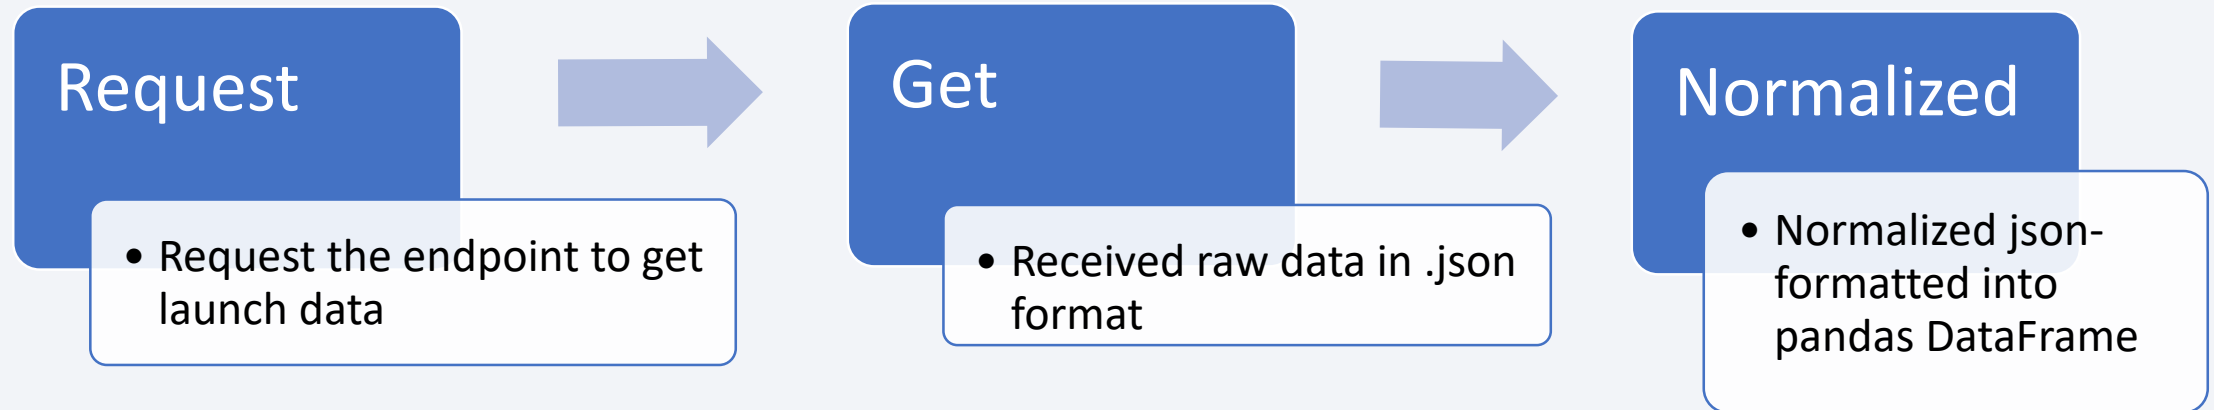 Request
• Request the endpoint to get
launch data
Get
• Received raw data in .json
format
Normalized
• Normalized json-
formatted into
pandas DataFrame